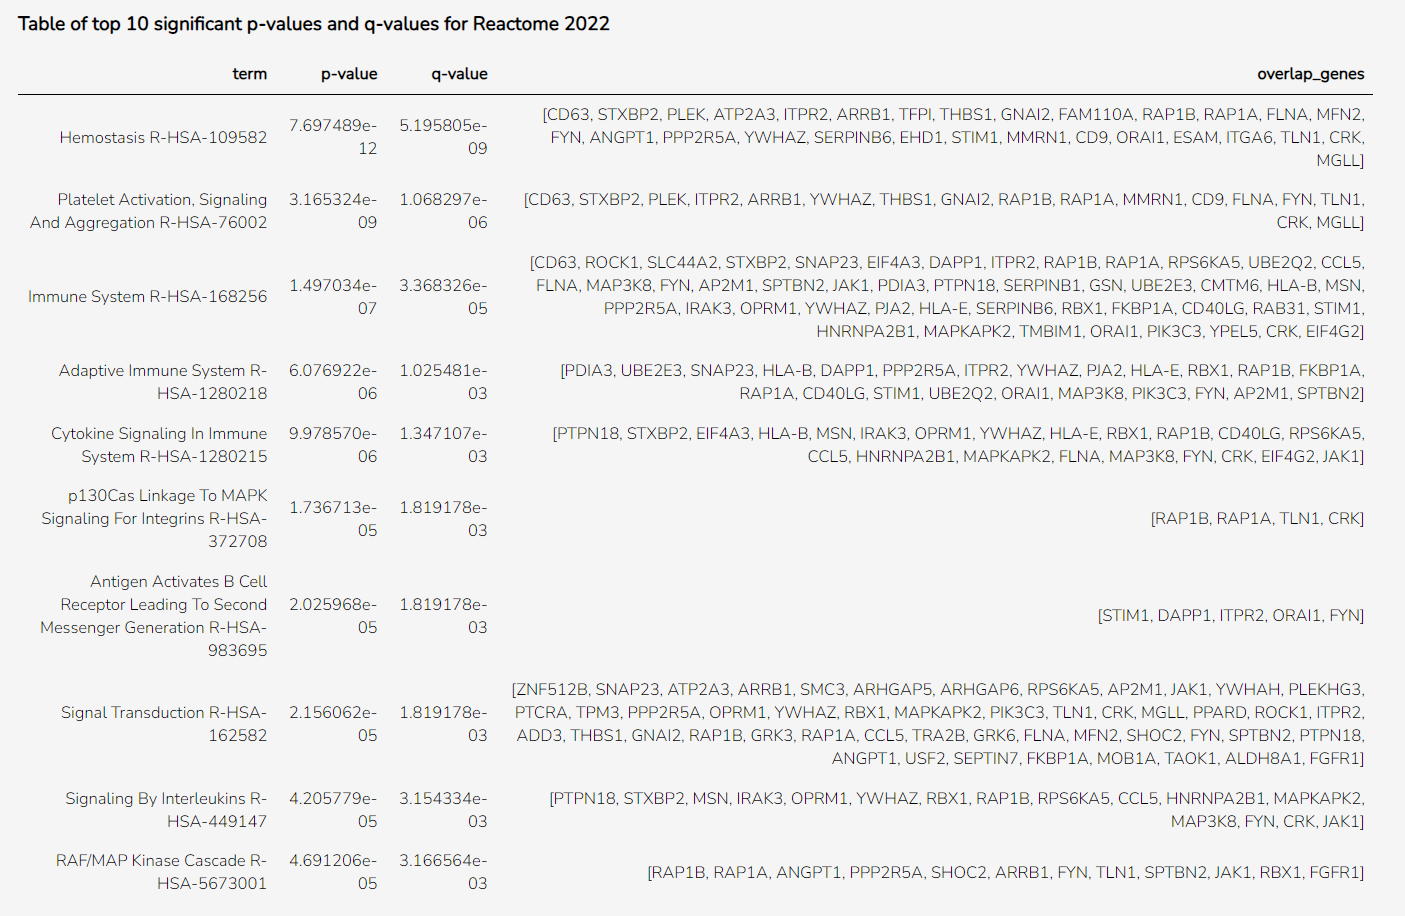 Table of top 10 significant p-values and q-values for Reactome 2022
term p-value q-value overlap_genes
Hemostasis R-HSA-109582 7.697489e-12 5.195805e-09 [CD63, STXBP2, PLEK, ATP2A3, ITPR2, ARRB1, TFPI, THBS1, GNAI2, FAM110A, RAP1B, RAP1A, FLNA, MFN2,
FYN, ANGPT1, PPP2R5A, YWHAZ, SERPINB6, EHD1, STIM1, MMRN1, CD9, ORAI1, ESAM, ITGA6, TLN1, CRK,
MGLL]
Platelet Activation, Signaling
And Aggregation R-HSA-76002
3.165324e-09 1.068297e-06
[CD63, STXBP2, PLEK, ITPR2, ARRB1, YWHAZ, THBS1, GNAI2, RAP1B, RAP1A, MMRN1, CD9, FLNA, FYN, TLN1,
CRK, MGLL]
Immune System R-HSA-168256 1.497034e-07 3.368326e-05
[CD63, ROCK1, SLC44A2, STXBP2, SNAP23, EIF4A3, DAPP1, ITPR2, RAP1B, RAP1A, RPS6KA5, UBE2Q2, CCL5,
FLNA, MAP3K8, FYN, AP2M1, SPTBN2, JAK1, PDIA3, PTPN18, SERPINB1, GSN, UBE2E3, CMTM6, HLA-B, MSN,
PPP2R5A, IRAK3, OPRM1, YWHAZ, PJA2, HLA-E, SERPINB6, RBX1, FKBP1A, CD40LG, RAB31, STIM1,
HNRNPA2B1, MAPKAPK2, TMBIM1, ORAI1, PIK3C3, YPEL5, CRK, EIF4G2]
Adaptive Immune System R-
HSA-1280218
6.076922e-06 1.025481e-03
[PDIA3, UBE2E3, SNAP23, HLA-B, DAPP1, PPP2R5A, ITPR2, YWHAZ, PJA2, HLA-E, RBX1, RAP1B, FKBP1A,
RAP1A, CD40LG, STIM1, UBE2Q2, ORAI1, MAP3K8, PIK3C3, FYN, AP2M1, SPTBN2]
Cytokine Signaling In Immune
System R-HSA-1280215
9.978570e-06 1.347107e-03
[PTPN18, STXBP2, EIF4A3, HLA-B, MSN, IRAK3, OPRM1, YWHAZ, HLA-E, RBX1, RAP1B, CD40LG, RPS6KA5,
CCL5, HNRNPA2B1, MAPKAPK2, FLNA, MAP3K8, FYN, CRK, EIF4G2, JAK1]
p130Cas Linkage To MAPK
Signaling For Integrins R-HSA-
372708
1.736713e-05 1.819178e-03
[RAP1B, RAP1A, TLN1, CRK]
Antigen Activates B Cell
Receptor Leading To Second
Messenger Generation R-HSA-
983695
2.025968e-05 1.819178e-03
[STIM1, DAPP1, ITPR2, ORAI1, FYN]
Signal Transduction R-HSA-
162582
2.156062e-05 1.819178e-03
[ZNF512B, SNAP23, ATP2A3, ARRB1, SMC3, ARHGAP5, ARHGAP6, RPS6KA5, AP2M1, JAK1, YWHAH, PLEKHG3,
PTCRA, TPM3, PPP2R5A, OPRM1, YWHAZ, RBX1, MAPKAPK2, PIK3C3, TLN1, CRK, MGLL, PPARD, ROCK1, ITPR2,
ADD3, THBS1, GNAI2, RAP1B, GRK3, RAP1A, CCL5, TRA2B, GRK6, FLNA, MFN2, SHOC2, FYN, SPTBN2, PTPN18,
ANGPT1, USF2, SEPTIN7, FKBP1A, MOB1A, TAOK1, ALDH8A1, FGFR1]
Signaling By Interleukins R-
HSA-449147
4.205779e-05 3.154334e-03
[PTPN18, STXBP2, MSN, IRAK3, OPRM1, YWHAZ, RBX1, RAP1B, RPS6KA5, CCL5, HNRNPA2B1, MAPKAPK2,
MAP3K8, FYN, CRK, JAK1]
RAF/MAP Kinase Cascade R-
HSA-5673001
4.691206e-05 3.166564e-03
[RAP1B, RAP1A, ANGPT1, PPP2R5A, SHOC2, ARRB1, FYN, TLN1, SPTBN2, JAK1, RBX1, FGFR1]